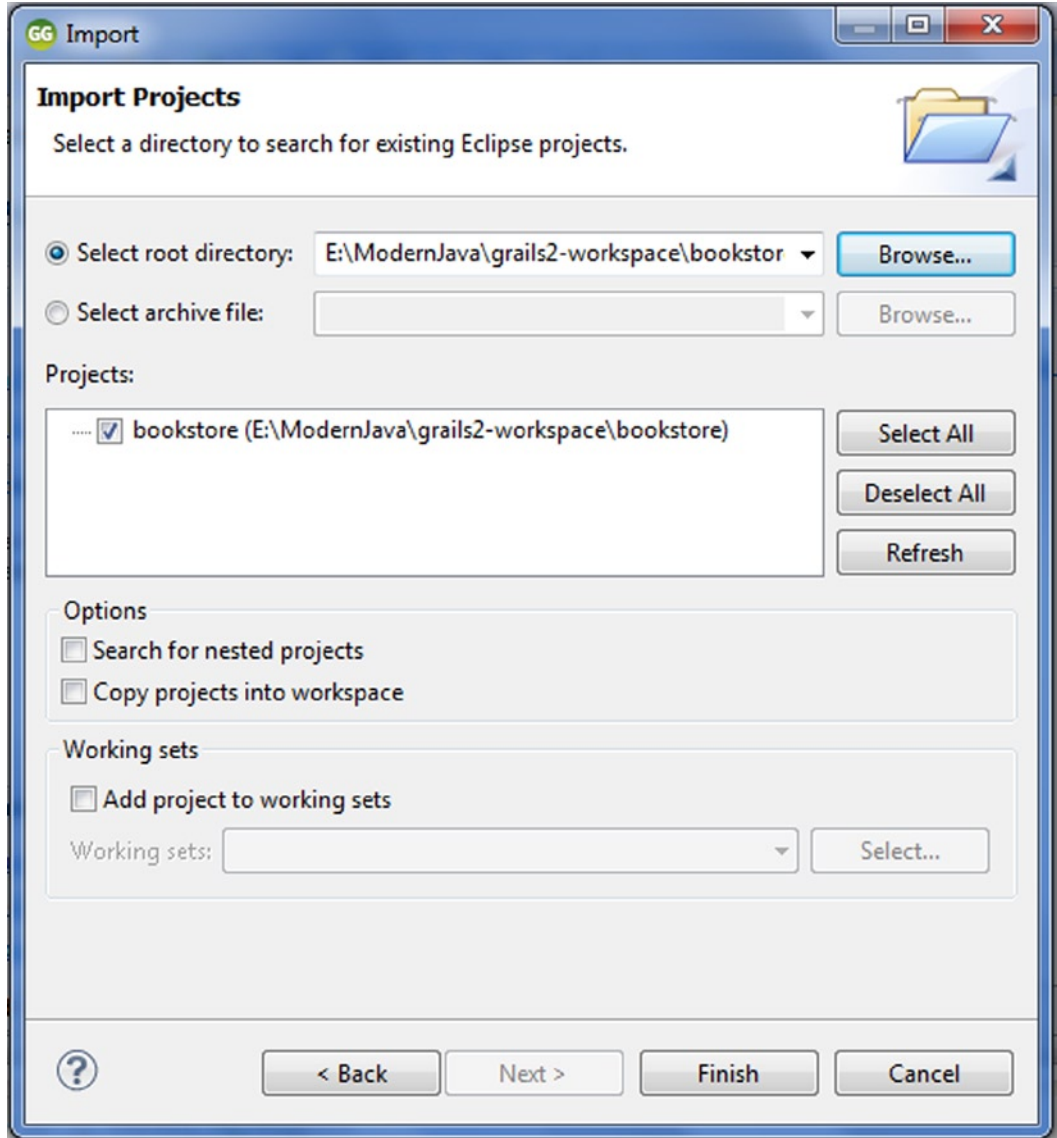 GG Import
Import Projects
Select a directory to search for existing Eclipse projects.
Select root directory: E:\ModernJava\grails2-workspace\bookstor Browse...
Select archive file: Browse...
Projects:
bookstore (E:\ModernJava\grails2-workspace\bookstore) Select All
Deselect All
Refresh
Options
Search for nested projects
Copy projects into workspace
Working sets
Add project to working sets
Working sets: Select...
? < Back Next > Finish Cancel